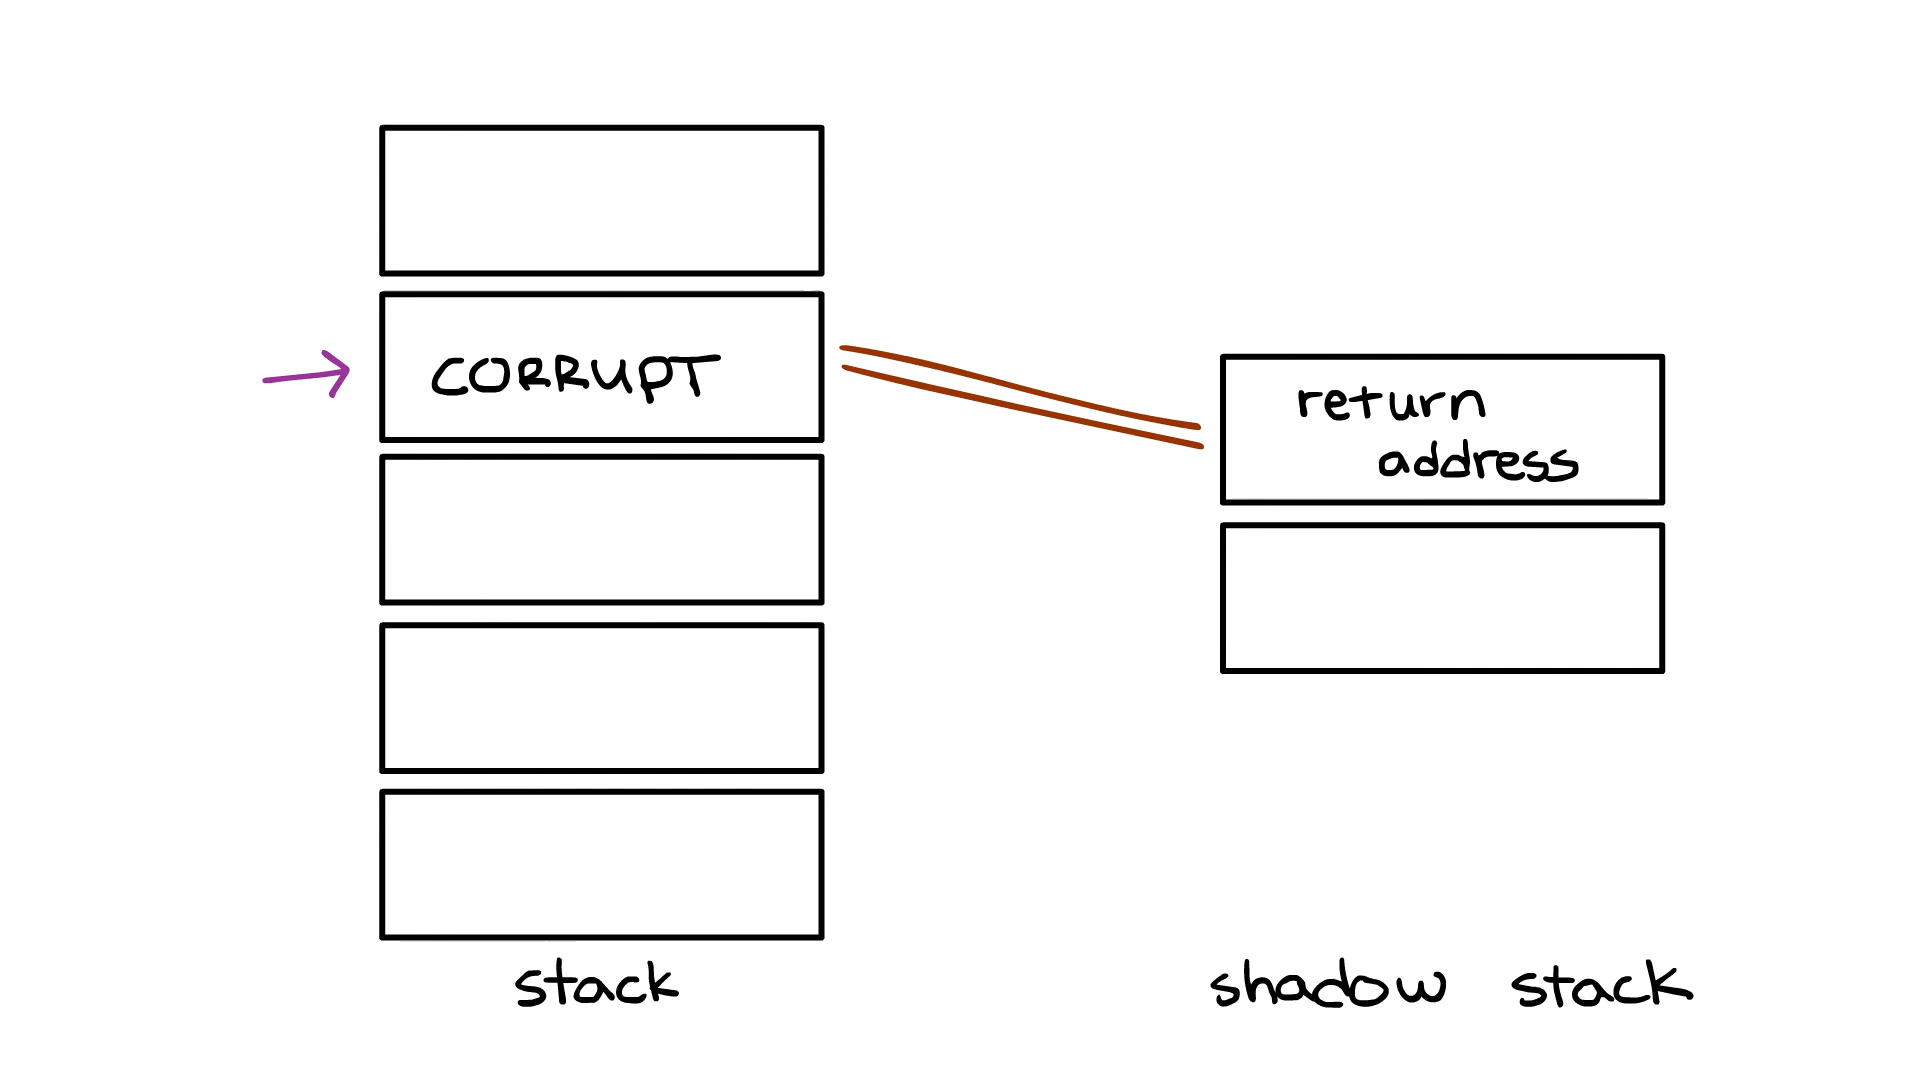 CORRUPT
return
address
stack
shadow stack